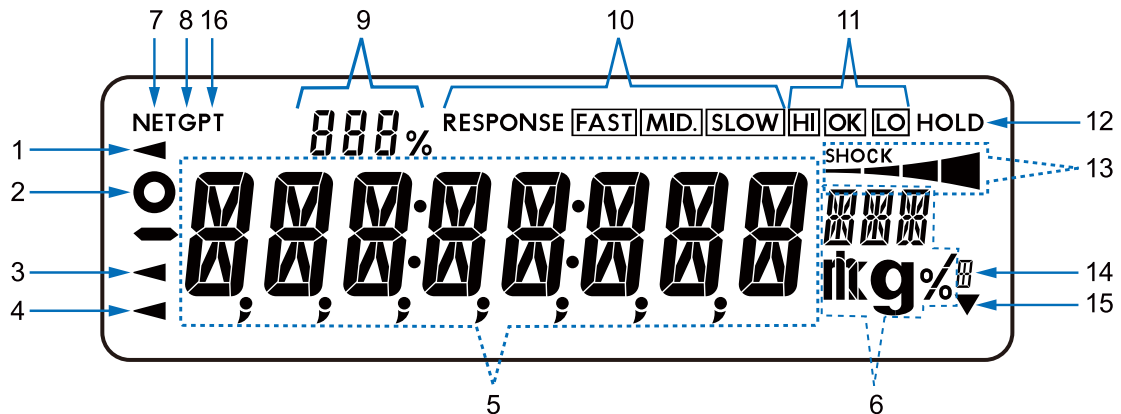 7 8 16 9 10 11
NETGPT 888% RESPONSE FAST MID. SLOW HI OK LO HOLD 12
1 SHOCK 13
2
kg%
3 14
4 15
5 6